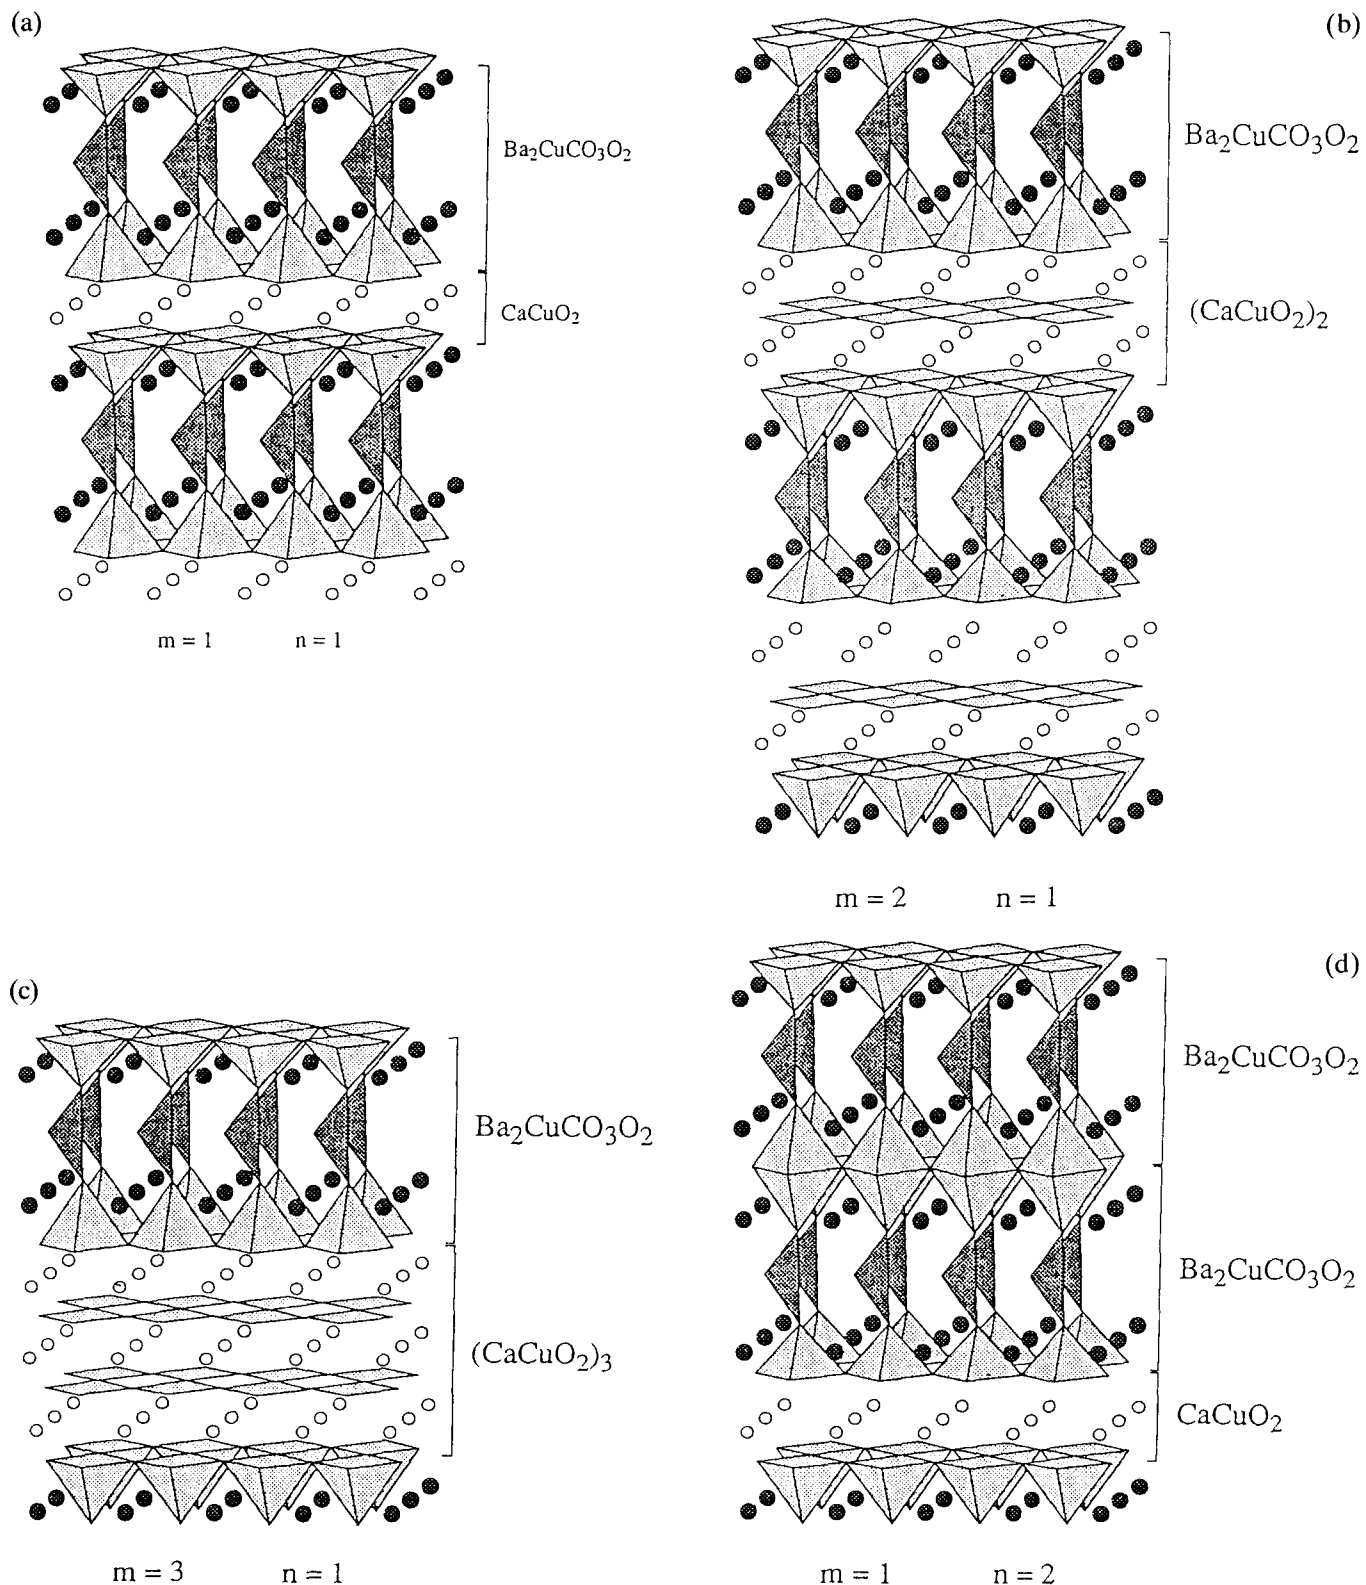 (a)
Ba₂CuCO₃O₂
CaCuO₂
m = 1 n = 1
(b)
Ba₂CuCO₃O₂
(CaCuO₂)₂
m = 2 n = 1
(c)
Ba₂CuCO₃O₂
(CaCuO₂)₃
m = 3 n = 1
(d)
Ba₂CuCO₃O₂
Ba₂CuCO₃O₂
CaCuO₂
m = 1 n = 2